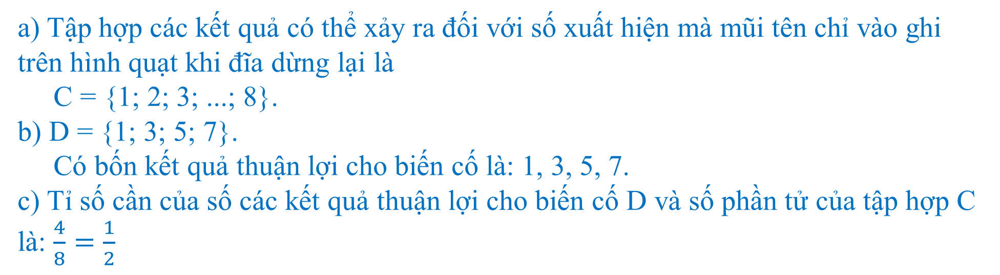 a) Tập hợp các kết quả có thể xảy ra đối với số xuất hiện mà mũi tên chỉ vào ghi
trên hình quạt khi đĩa dừng lại là
C = {1; 2; 3; ...; 8}.
b) D = {1; 3; 5; 7}.
Có bốn kết quả thuận lợi cho biến cố là: 1, 3, 5, 7.
c) Tỉ số cần của số các kết quả thuận lợi cho biến cố D và số phần tử của tập hợp C
là: 4/8 = 1/2